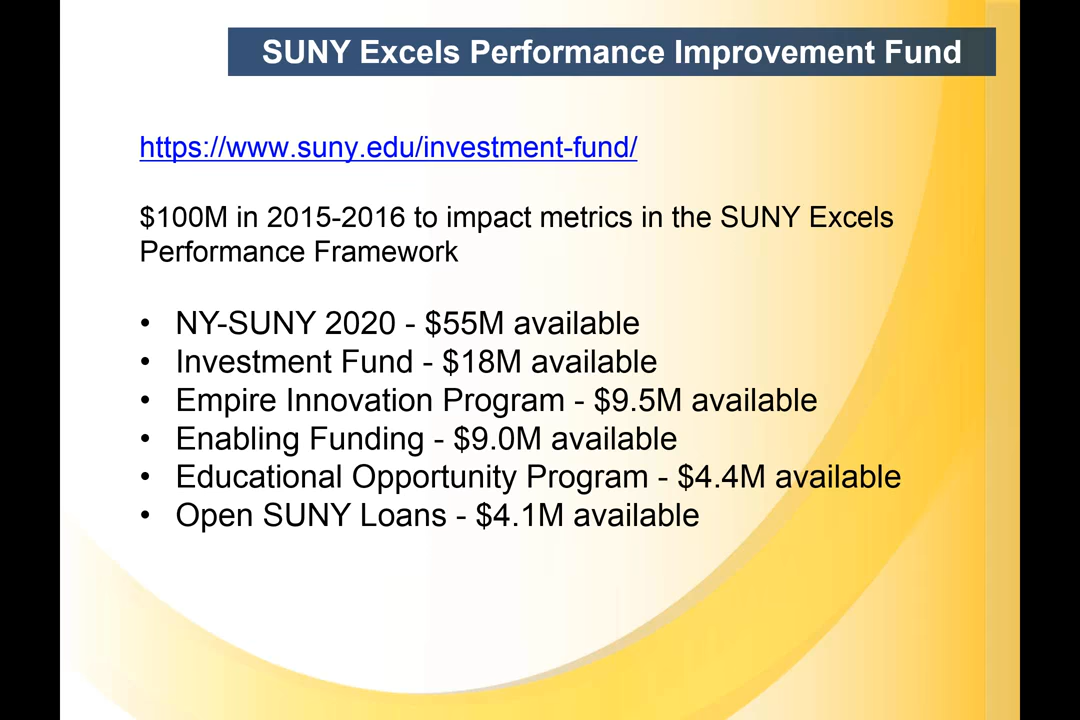 SUNY Excels Performance Improvement Fund
https://www.suny.edu/investment-fund/
$100M in 2015-2016 to impact metrics in the SUNY Excels
Performance Framework
• NY-SUNY 2020 - $55M available
• Investment Fund - $18M available
• Empire Innovation Program - $9.5M available
• Enabling Funding - $9.0M available
• Educational Opportunity Program - $4.4M available
• Open SUNY Loans - $4.1M available